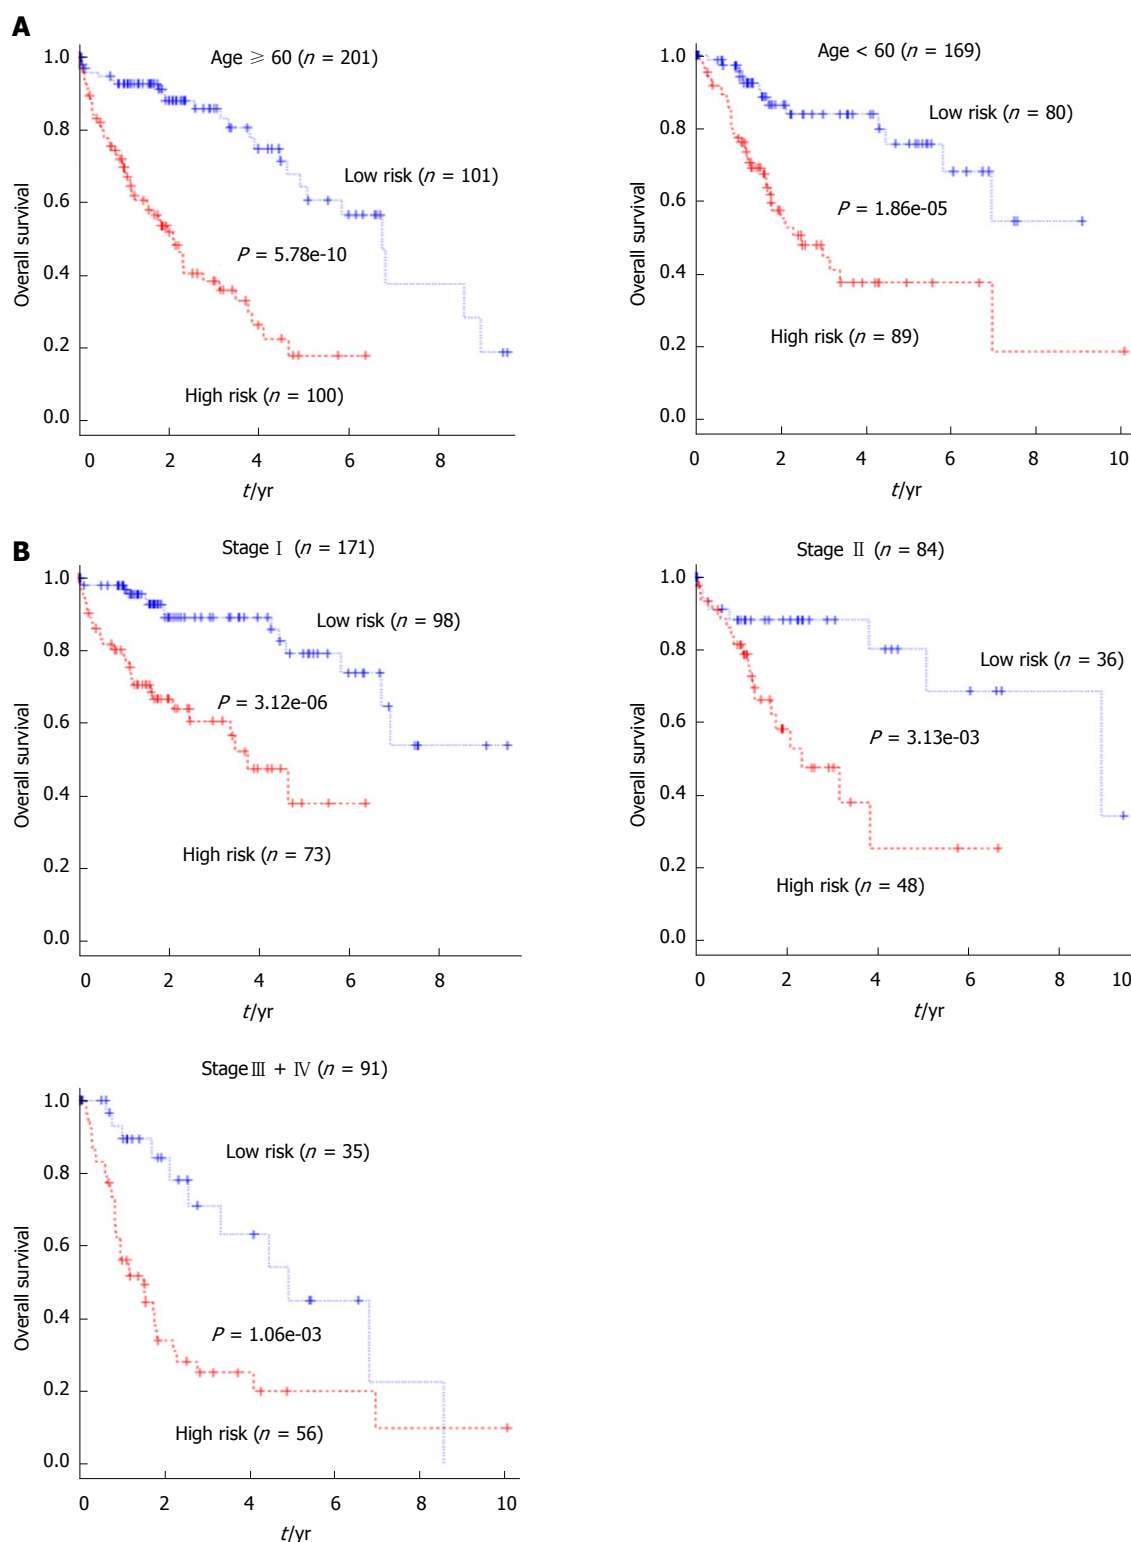 A
Age ≥ 60 (n = 201)
1.0
0.8
0.6
0.4
0.2
0.0
Overall survival
Low risk (n = 101)
P = 5.78e-10
High risk (n = 100)
0 2 4 6 8
t/yr
Age < 60 (n = 169)
1.0
0.8
0.6
0.4
0.2
0.0
Overall survival
Low risk (n = 80)
P = 1.86e-05
High risk (n = 89)
0 2 4 6 8 10
t/yr
B
Stage Ⅰ (n = 171)
1.0
0.8
0.6
0.4
0.2
0.0
Overall survival
Low risk (n = 98)
P = 3.12e-06
High risk (n = 73)
0 2 4 6 8
t/yr
Stage Ⅱ (n = 84)
1.0
0.8
0.6
0.4
0.2
0.0
Overall survival
Low risk (n = 36)
P = 3.13e-03
High risk (n = 48)
0 2 4 6 8 10
t/yr
Stage Ⅲ + Ⅳ (n = 91)
1.0
0.8
0.6
0.4
0.2
0.0
Overall survival
Low risk (n = 35)
P = 1.06e-03
High risk (n = 56)
0 2 4 6 8 10
t/yr